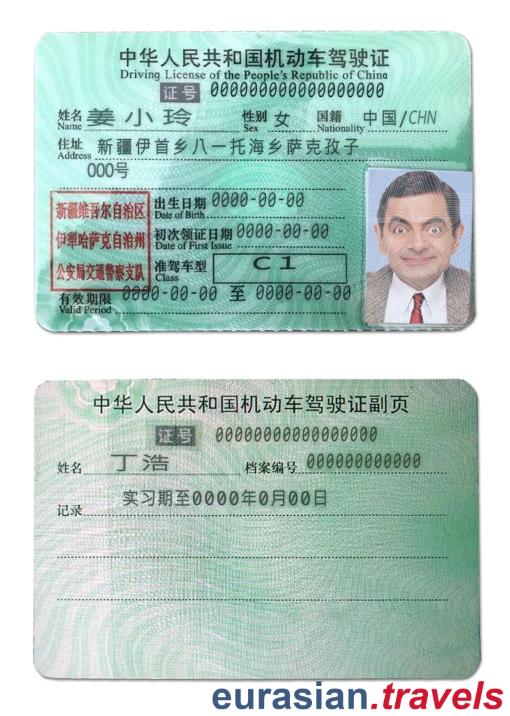 中华人民共和国机动车驾驶证
Driving License of the People's Republic of China
证号 000000000000000000
姓名 姜小玲 性别 女 国籍 中国/CHN
Name Sex Nationality
住址 新疆伊首乡八一托海乡萨克孜子
Address
000号
新疆维吾尔自治区
伊犁哈萨克自治州
公安局交通警察支队
出生日期 0000-00-00
Date of Birth
初次领证日期 0000-00-00
Date of First Issue
准驾车型 C1
Class
有效期限 0000-00-00 至 0000-00-00
Valid Period
中华人民共和国机动车驾驶证副页
证号 000000000000000000
姓名 丁浩 档案编号 000000000000
记录 实习期至0000年0月00日
eurasian.travels